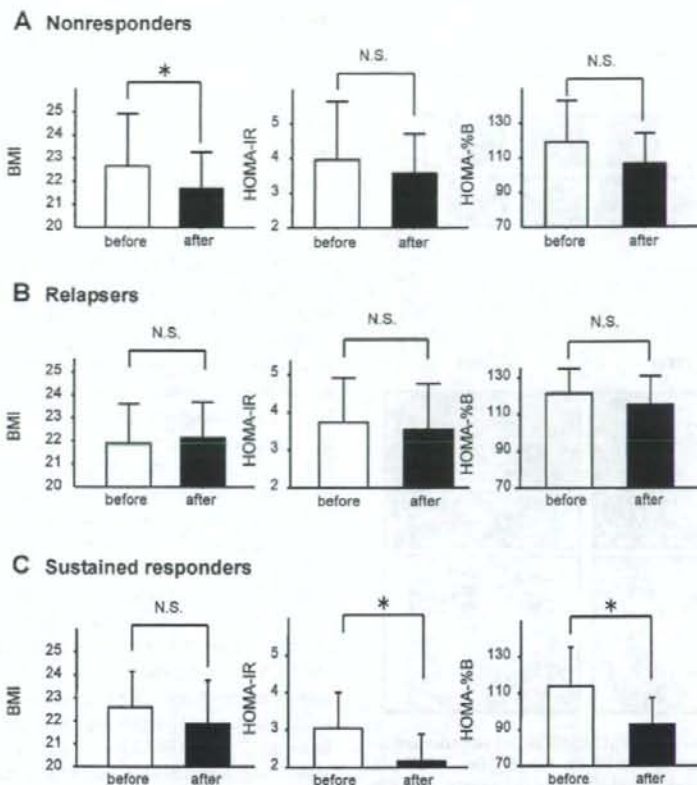 A Nonresponders
*
N.S.
N.S.
BMI
25
24
23
22
21
20
before after
HOMA-IR
5
4
3
2
before after
HOMA-%B
130
110
90
70
before after
B Relapsers
N.S.
N.S.
N.S.
BMI
25
24
23
22
21
20
before after
HOMA-IR
5
4
3
2
before after
HOMA-%B
130
110
90
70
before after
C Sustained responders
N.S.
*
*
BMI
25
24
23
22
21
20
before after
HOMA-IR
5
4
3
2
before after
HOMA-%B
130
110
90
70
before after